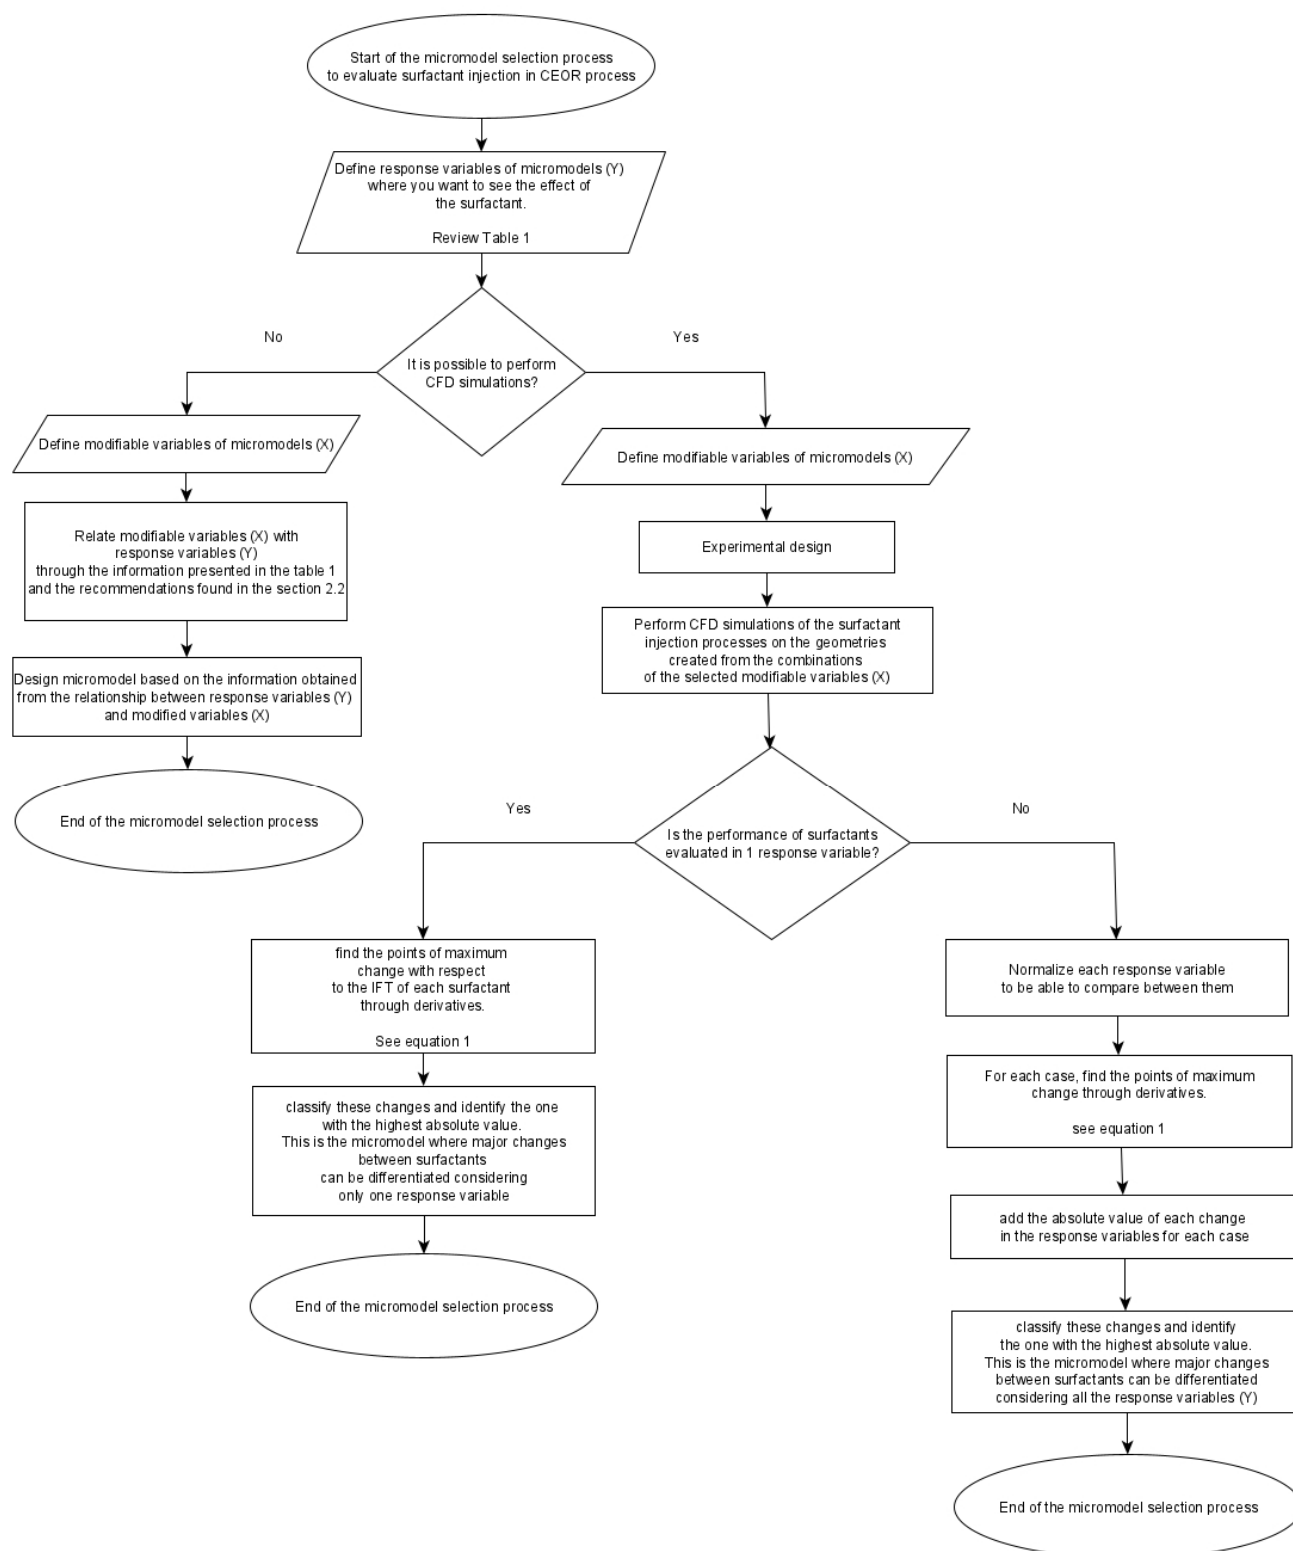 Start of the micromodel selection process
to evaluate surfactant injection in CEOR process
Define response variables of micromodels (Y)
where you want to see the effect of
the surfactant.
Review Table 1
No
Yes
It is possible to perform
CFD simulations?
Define modifiable variables of micromodels (X)
Relate modifiable variables (X) with
response variables (Y)
through the information presented in the table 1
and the recommendations found in the section 2.2
Design micromodel based on the information obtained
from the relationship between response variables (Y)
and modified variables (X)
End of the micromodel selection process
Define modifiable variables of micromodels (X)
Experimental design
Perform CFD simulations of the surfactant
injection processes on the geometries
created from the combinations
of the selected modifiable variables (X)
Yes
No
Is the performance of surfactants
evaluated in 1 response variable?
find the points of maximum
change with respect
to the IFT of each surfactant
through derivatives.
See equation 1
classify these changes and identify the one
with the highest absolute value.
This is the micromodel where major changes
between surfactants
can be differentiated considering
only one response variable
End of the micromodel selection process
Normalize each response variable
to be able to compare between them
For each case, find the points of maximum
change through derivatives.
see equation 1
add the absolute value of each change
in the response variables for each case
classify these changes and identify
the one with the highest absolute value.
This is the micromodel where major changes
between surfactants can be differentiated
considering all the response variables (Y)
End of the micromodel selection process